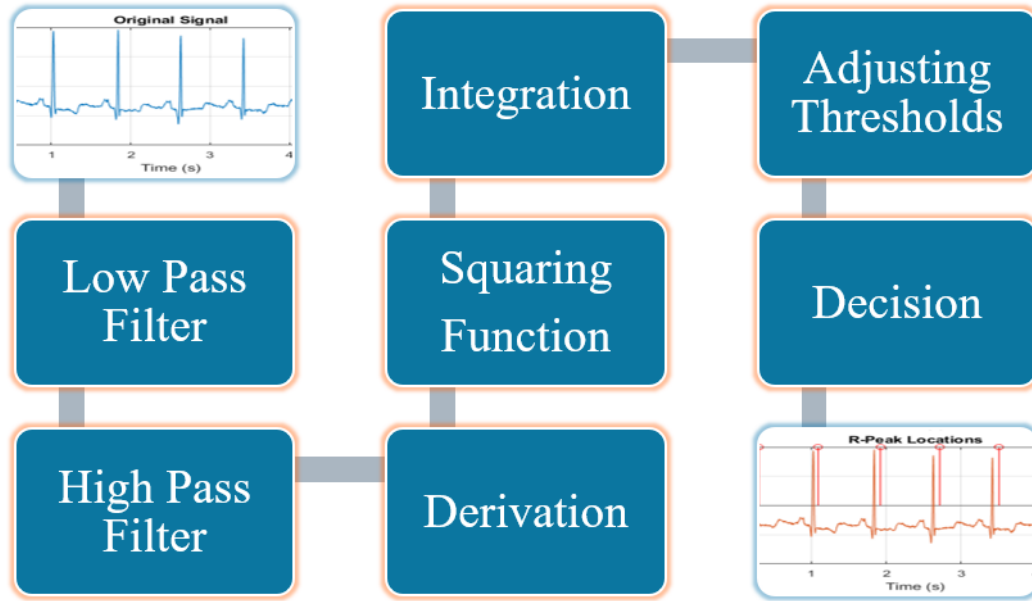 Original Signal
1 2 3 4
Time (s)
Low Pass
Filter
High Pass
Filter
Derivation
Squaring
Function
Integration
Adjusting
Thresholds
Decision
R-Peak Locations
1 2 3
Time (s)